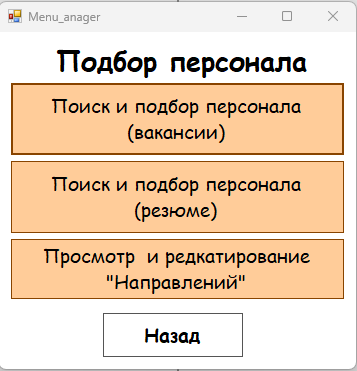 Menu_anager
Подбор персонала
Поиск и подбор персонала
(вакансии)
Поиск и подбор персонала
(резюме)
Просмотр  и редкатирование
"Направлений"
Назад